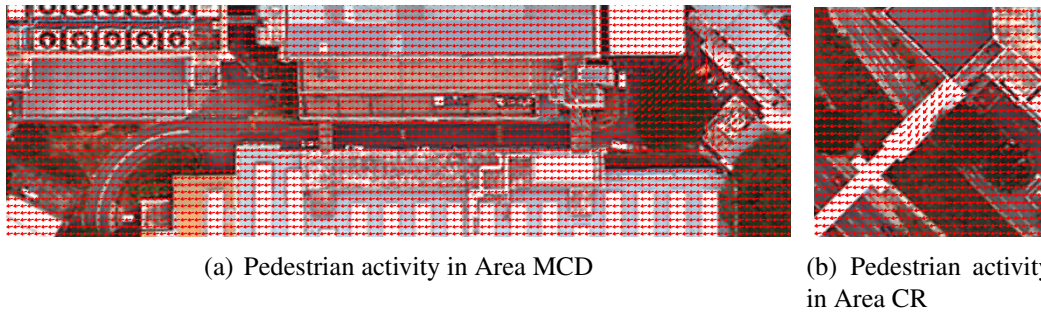 (a) Pedestrian activity in Area MCD
(b) Pedestrian activity
in Area CR